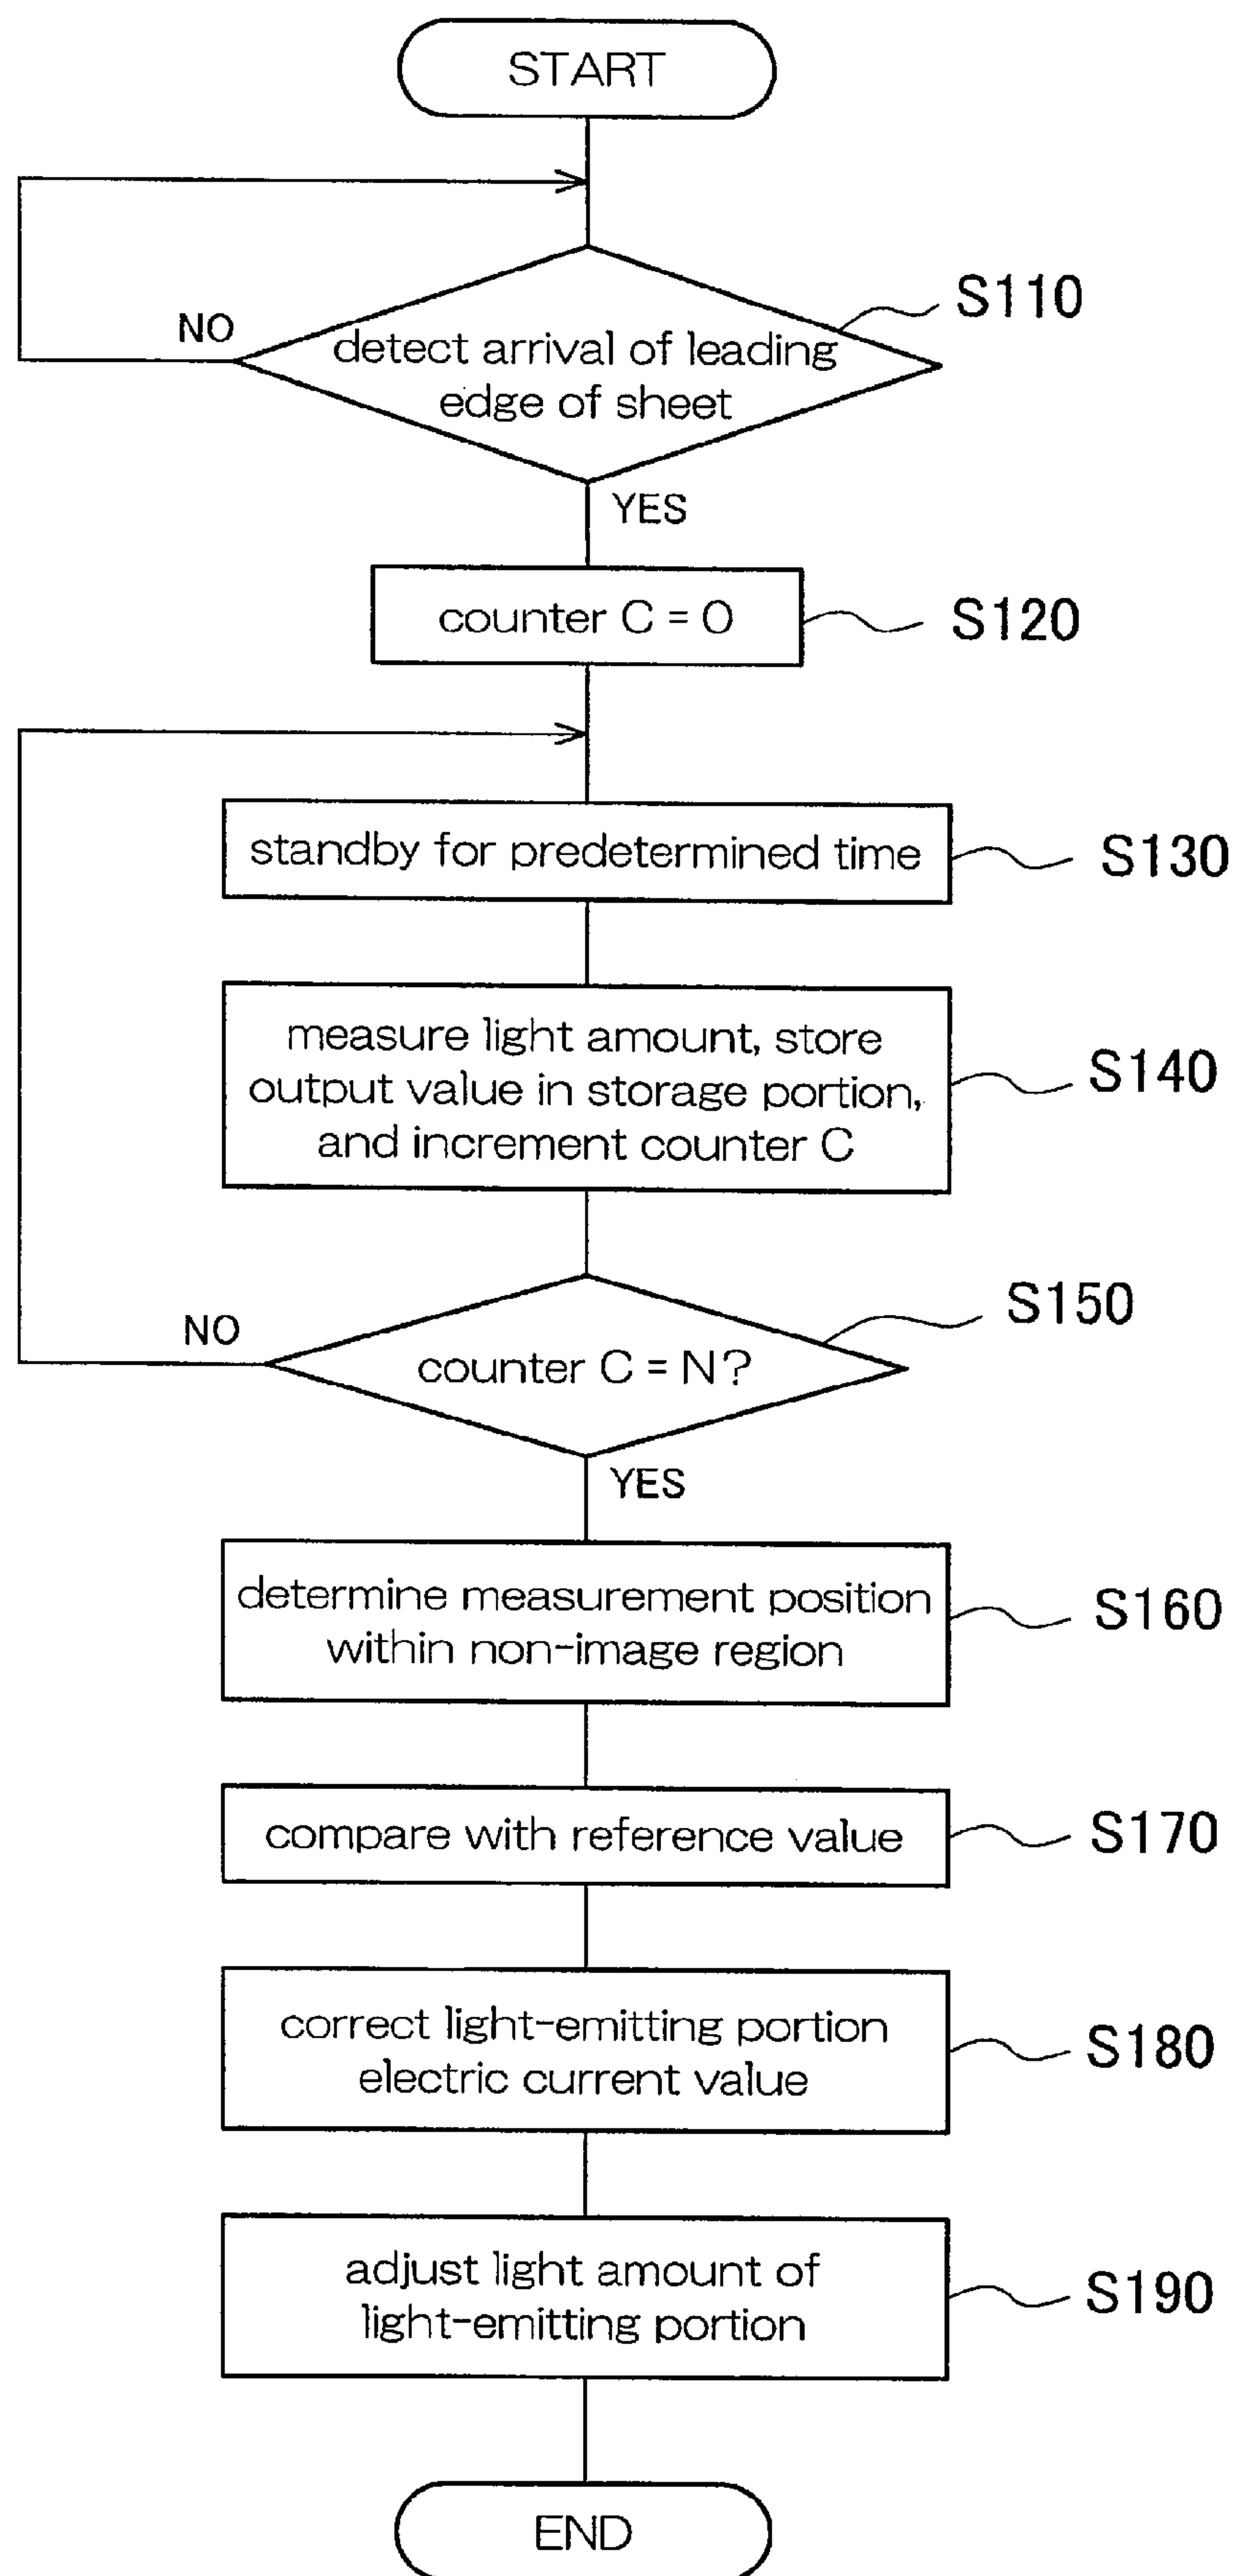 START
NO
S110
detect arrival of leading
edge of sheet
YES
counter C = 0
S120
standby for predetermined time
S130
measure light amount, store
output value in storage portion,
and increment counter C
S140
NO
S150
counter C = N?
YES
determine measurement position
within non-image region
S160
compare with reference value
S170
correct light-emitting portion
electric current value
S180
adjust light amount of
light-emitting portion
S190
END